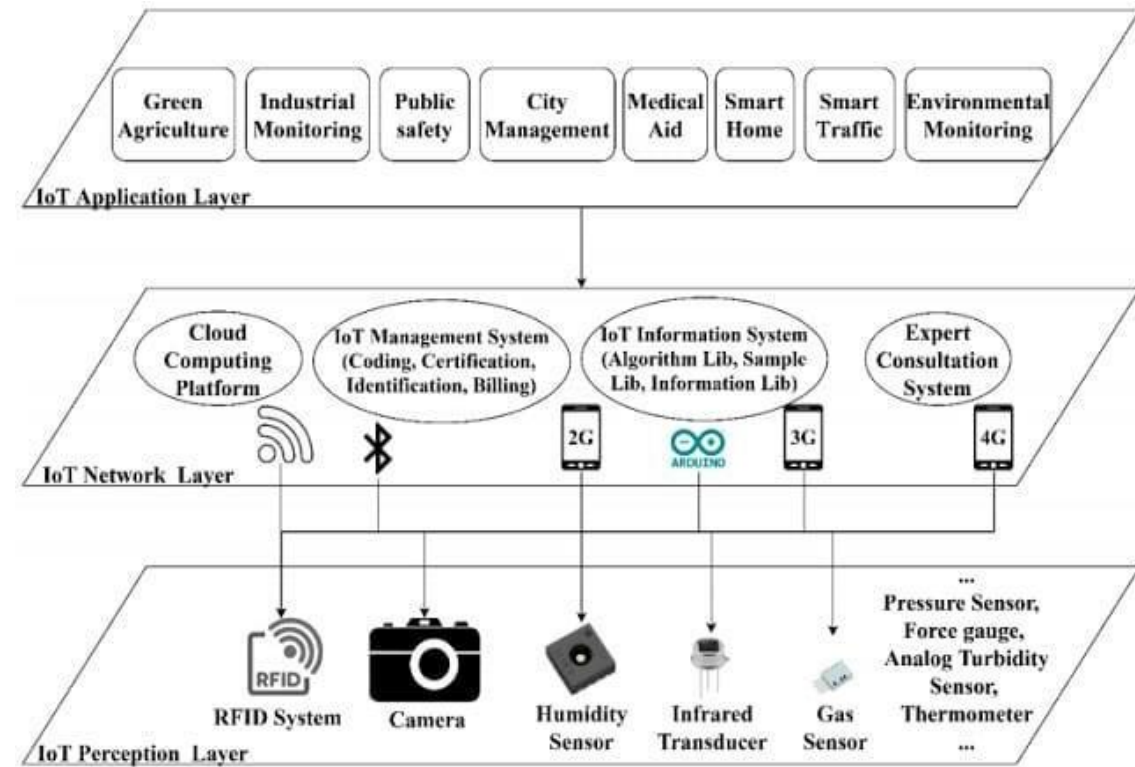 Green
Agriculture
Industrial
Monitoring
Public
safety
City
Management
Medical
Aid
Smart
Home
Smart
Traffic
Environmental
Monitoring
IoT Application Layer
Cloud
Computing
Platform
IoT Management System
(Coding, Certification,
Identification, Billing)
IoT Information System
(Algorithm Lib, Sample
Lib, Information Lib)
Expert
Consultation
System
2G
ARDUINO
3G
4G
IoT Network Layer
RFID
RFID System
Camera
Humidity
Sensor
Infrared
Transducer
Gas
Sensor
...
Pressure Sensor,
Force gauge,
Analog Turbidity
Sensor,
Thermometer
...
IoT Perception Layer